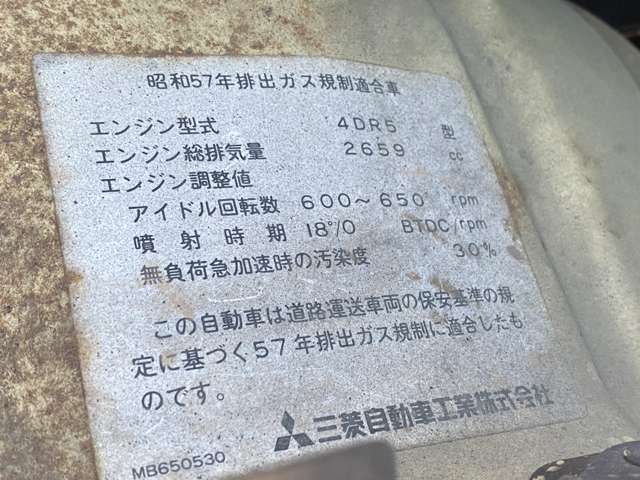 昭和57年排出ガス規制適合車
エンジン型式 4DR5 型
エンジン総排気量 2659 cc
エンジン調整値
アイドル回転数 600～650 rpm
噴射時期 18°/0 BTDC/rpm
無負荷急加速時の汚染度 30%
この自動車は道路運送車両の保安基準の規
定に基づく57年排出ガス規制に適合したも
のです。
三菱自動車工業株式会社
MB650530